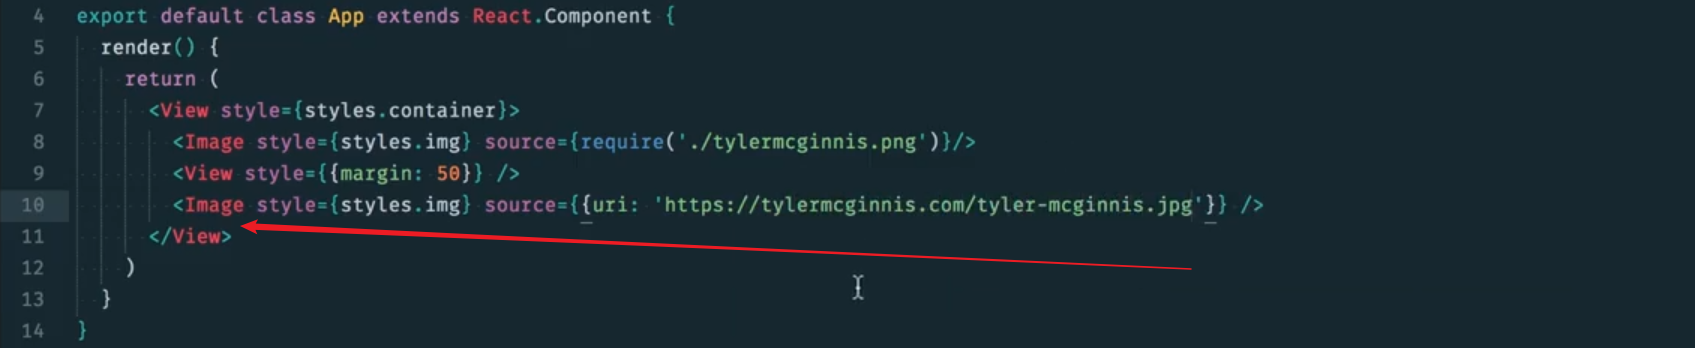 4 export default class App extends React.Component {
5 render() {
6 return (
7 <View style={styles.container}>
8 <Image style={styles.img} source={require('./tylermcginnis.png')}/>
9 <View style={{margin: 50}} />
10 <Image style={styles.img} source={{uri: 'https://tylermcginnis.com/tyler-mcginnis.jpg'}} />
11 </View>
12 )
13 }
14 }